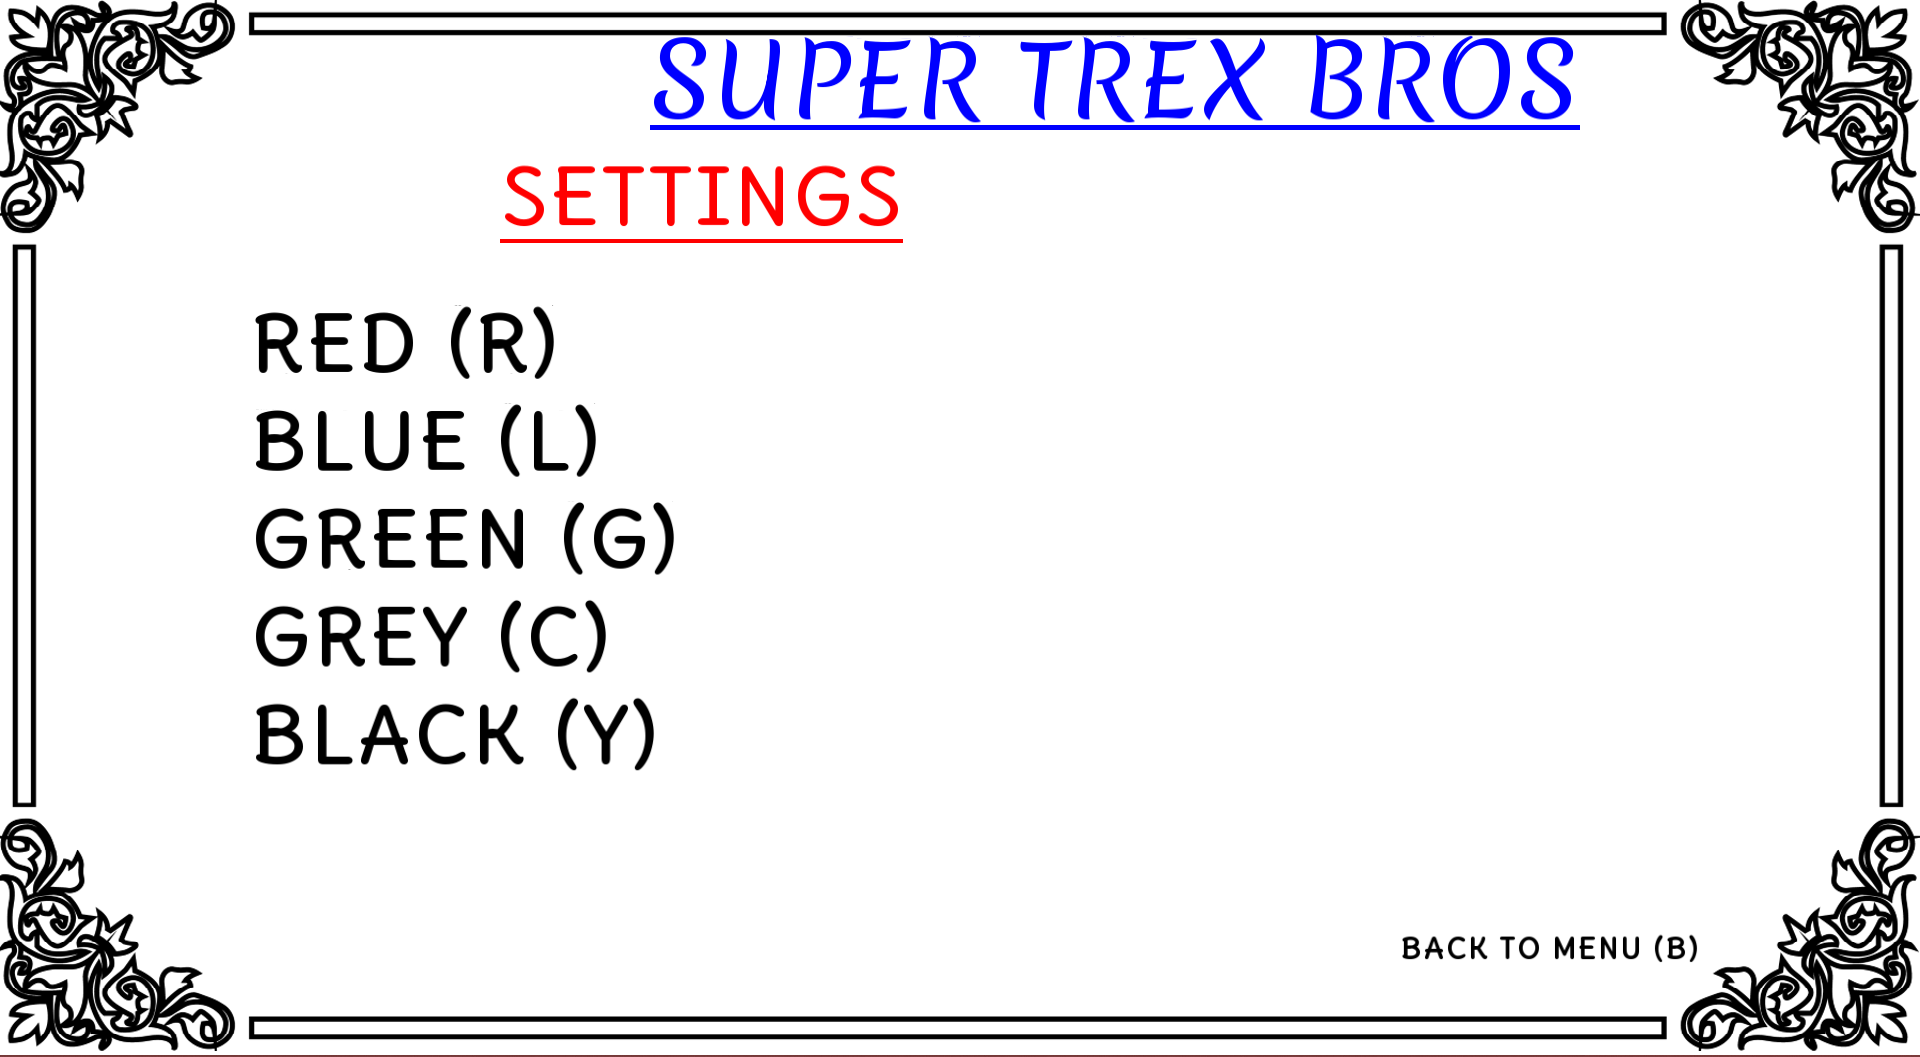 SUPER TREX BROS
SETTINGS
RED (R)
BLUE (L)
GREEN (G)
GREY (C)
BLACK (Y)
BACK TO MENU (B)